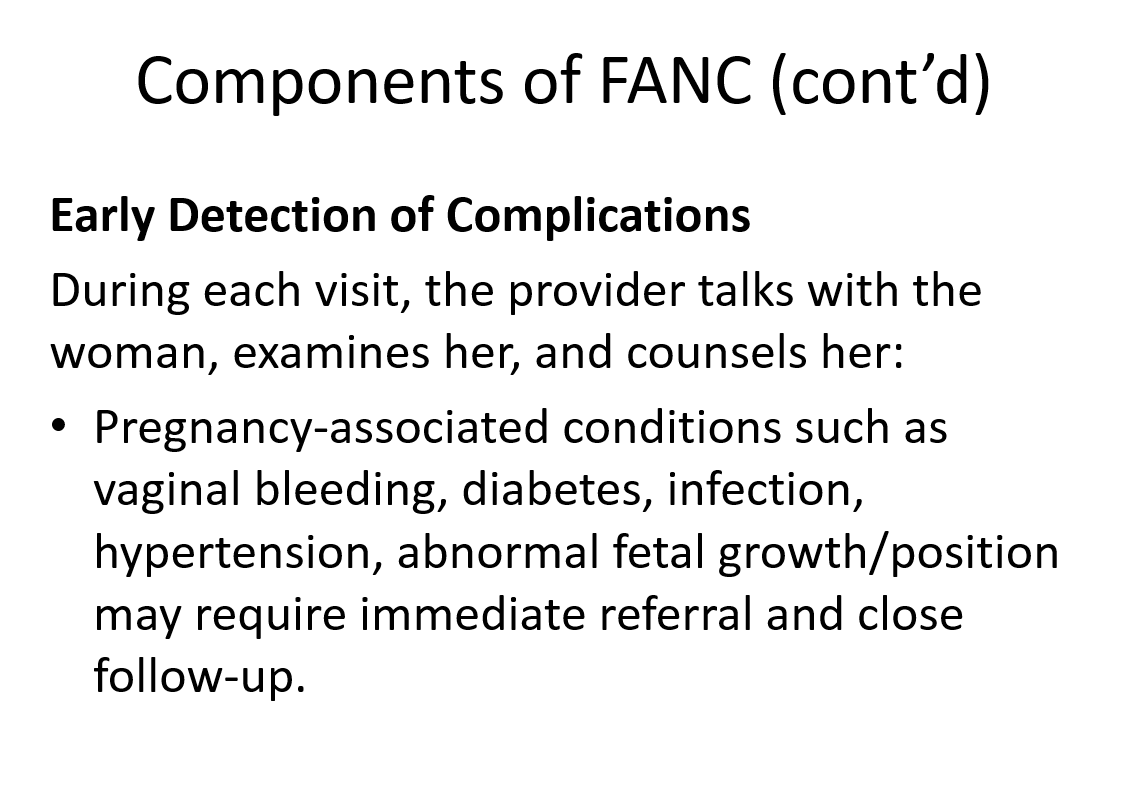 Components of FANC (cont’d)
Early Detection of Complications
During each visit, the provider talks with the
woman, examines her, and counsels her:
• Pregnancy-associated conditions such as
vaginal bleeding, diabetes, infection,
hypertension, abnormal fetal growth/position
may require immediate referral and close
follow-up.